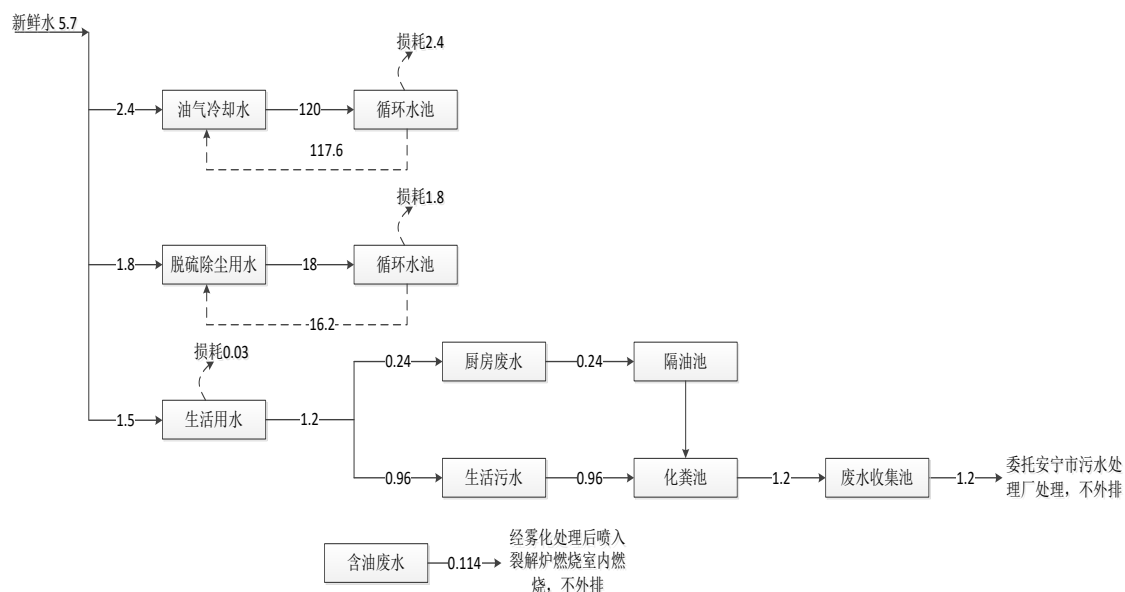 新鲜水 5.7
损耗2.4
2.4
油气冷却水
120
循环水池
117.6
损耗1.8
1.8
脱硫除尘用水
18
循环水池
16.2
损耗0.03
0.24
厨房废水
0.24
隔油池
1.5
生活用水
1.2
0.96
生活污水
0.96
化粪池
1.2
废水收集池
1.2
委托安宁市污水处
理厂处理，不外排
含油废水
0.114
经雾化处理后喷入
裂解炉燃烧室内燃
烧，不外排